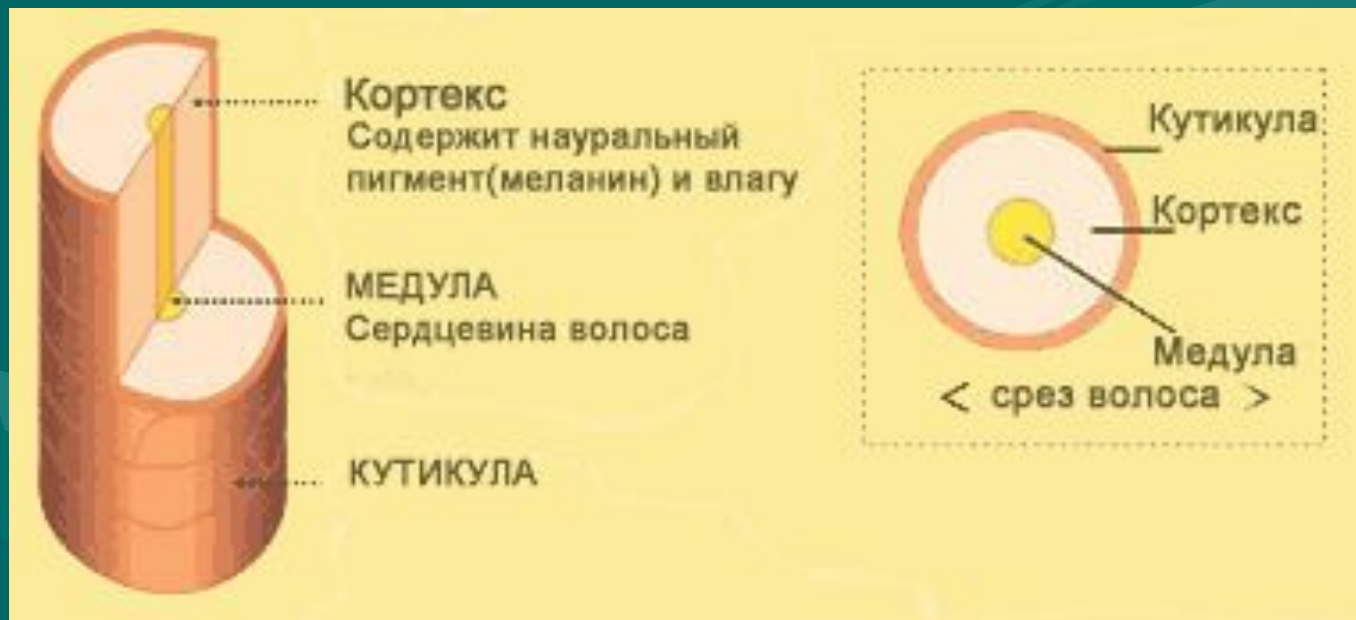 Кортекс
Содержит науральный
пигмент(меланин) и влагу
МЕДУЛА
Сердцевина волоса
КУТИКУЛА
Кутикула
Кортекс
Медула
< срез волоса >